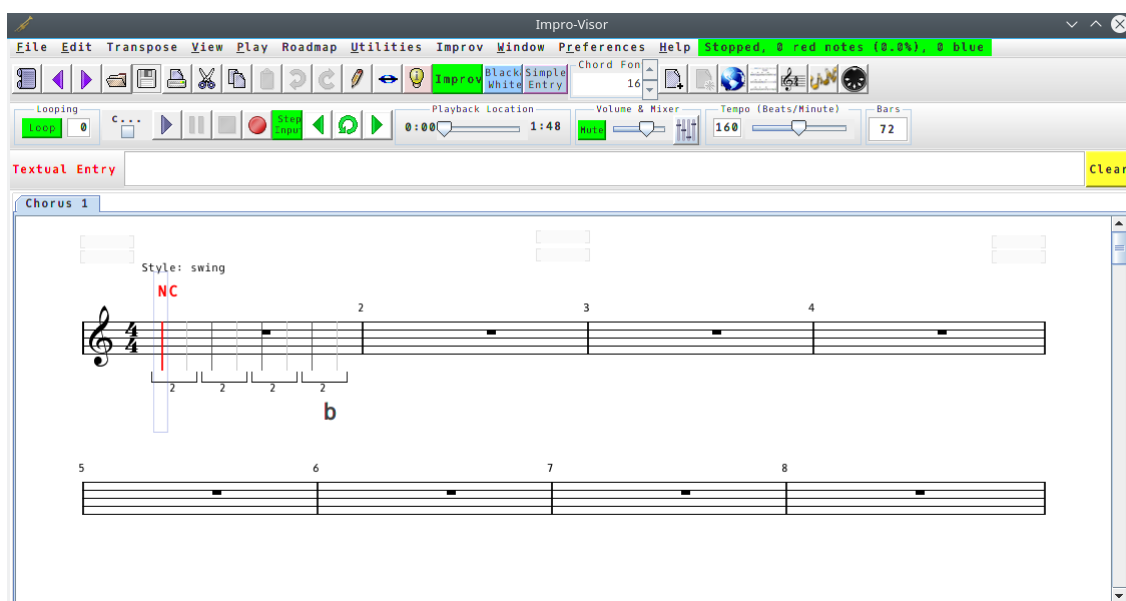 Impro-Visor
File Edit Transpose View Play Roadmap Utilities Improv Window Preferences Help Stopped, 0 red notes (0.0%), 0 blue
Improv
Black/
White
Simple
Entry
Chord Fon
16
Looping
Loop 0
C...
Step
Input
Playback Location
0:00 1:48
Volume & Mixer
Mute
Tempo (Beats/Minute)
160
Bars
72
Textual Entry
Clear
Chorus 1
Style: swing
NC
2 3 4
4
4
2 2 2 2
b
5 6 7 8